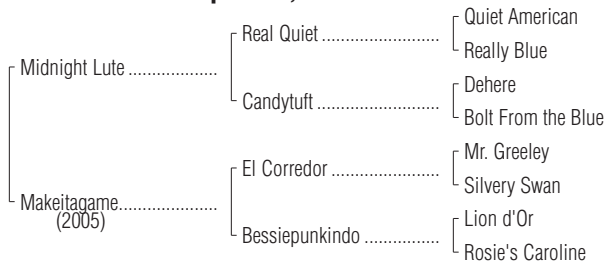 Quiet American
Real Quiet ..............................
Really Blue
Midnight Lute .....................
Dehere
Candytuft ...............................
Bolt From the Blue
Mr. Greeley
El Corredor ............................
Silvery Swan
Makeitagame.......................
(2005)
Lion d'Or
Bessiepunkindo ...................
Rosie's Caroline